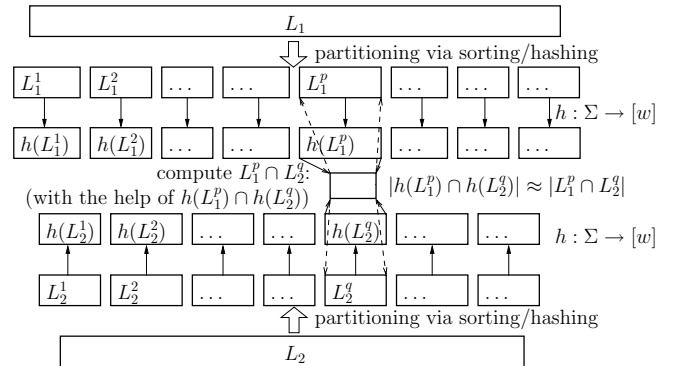 L_1
partitioning via sorting/hashing
L_1^1 L_1^2 ... ... L_1^p ... ... ...
h : Σ → [w]
h(L_1^1) h(L_1^2) ... ... h(L_1^p) ... ... ...
compute L_1^p ∩ L_2^q:
(with the help of h(L_1^p) ∩ h(L_2^q))
|h(L_1^p) ∩ h(L_2^q)| ≈ |L_1^p ∩ L_2^q|
h(L_2^1) h(L_2^2) ... ... h(L_2^q) ... ...
h : Σ → [w]
L_2^1 L_2^2 ... ... L_2^q ... ...
partitioning via sorting/hashing
L_2